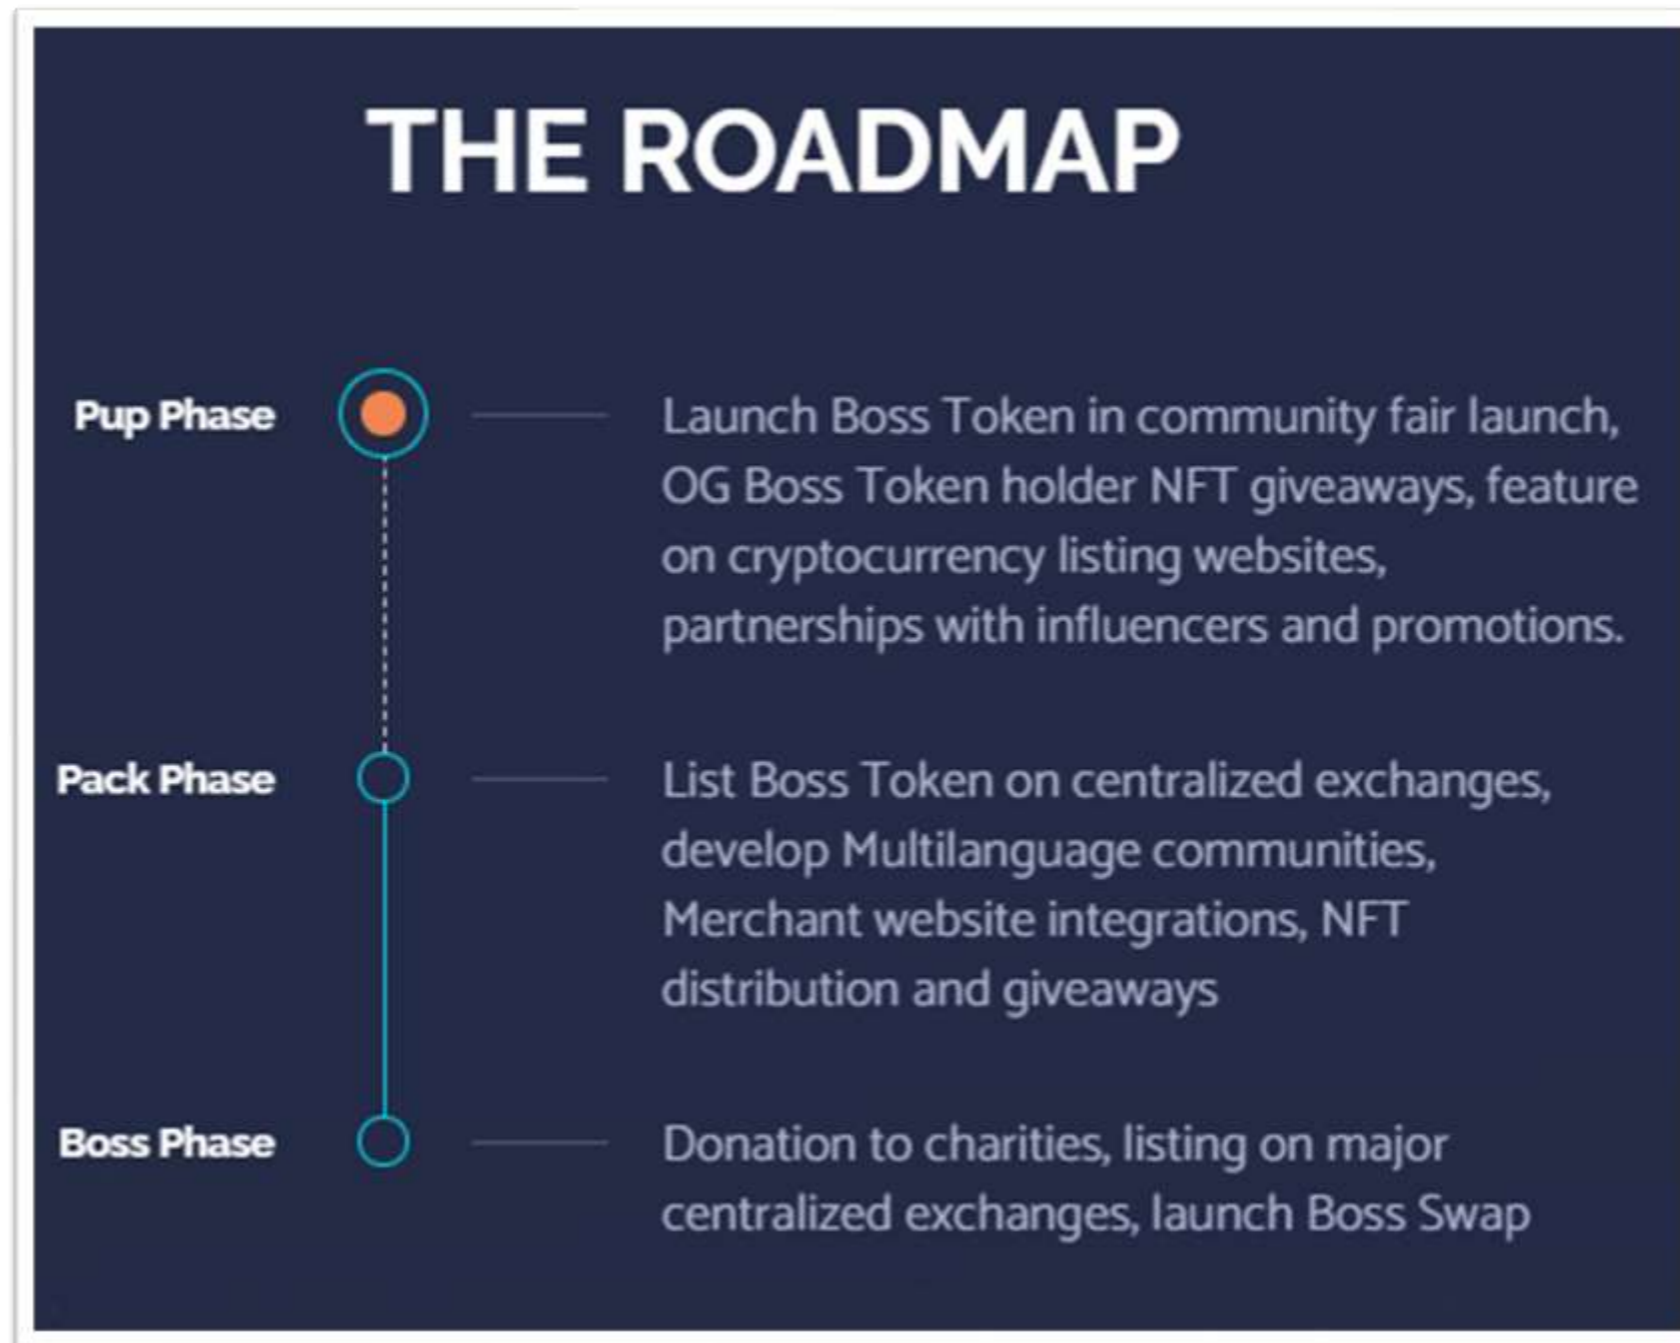 THE ROADMAP
Pup Phase
Launch Boss Token in community fair launch,
OG Boss Token holder NFT giveaways, feature
on cryptocurrency listing websites,
partnerships with influencers and promotions.
Pack Phase
List Boss Token on centralized exchanges,
develop Multilanguage communities,
Merchant website integrations, NFT
distribution and giveaways
Boss Phase
Donation to charities, listing on major
centralized exchanges, launch Boss Swap